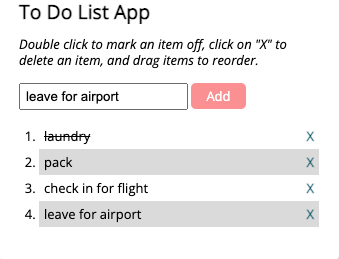 To Do List App
Double click to mark an item off, click on "X" to
delete an item, and drag items to reorder.
leave for airport Add
1. laundry X
2. pack X
3. check in for flight X
4. leave for airport X